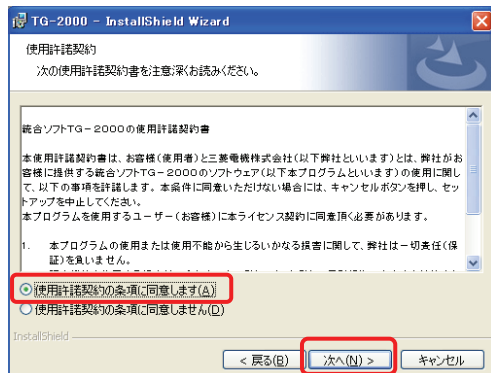 TG-2000 - InstallShield Wizard
使用許諾契約
次の使用許諾契約書を注意深くお読みください。
統合ソフトTG-2000の使用許諾契約書
本使用許諾契約書は、お客様(使用者)と三菱電機株式会社(以下弊社といいます)とは、弊社がお
客様に提供する統合ソフトTG-2000のソフトウェア(以下本プログラムといいます)の使用に関し
て、以下の事項を許諾します。本条件に同意いただけない場合には、キャンセルボタンを押し、セッ
トアップを中止してください。
本プログラムを使用するユーザー(お客様)に本ライセンス契約に同意頂く必要があります。
1. 本プログラムの使用または使用不能から生じるいかなる損害に関して、弊社は一切責任(保
証)を負いません。
使用許諾契約の条項に同意します(A)
使用許諾契約の条項に同意しません(D)
InstallShield
< 戻る(B)
次へ(N) >
キャンセル